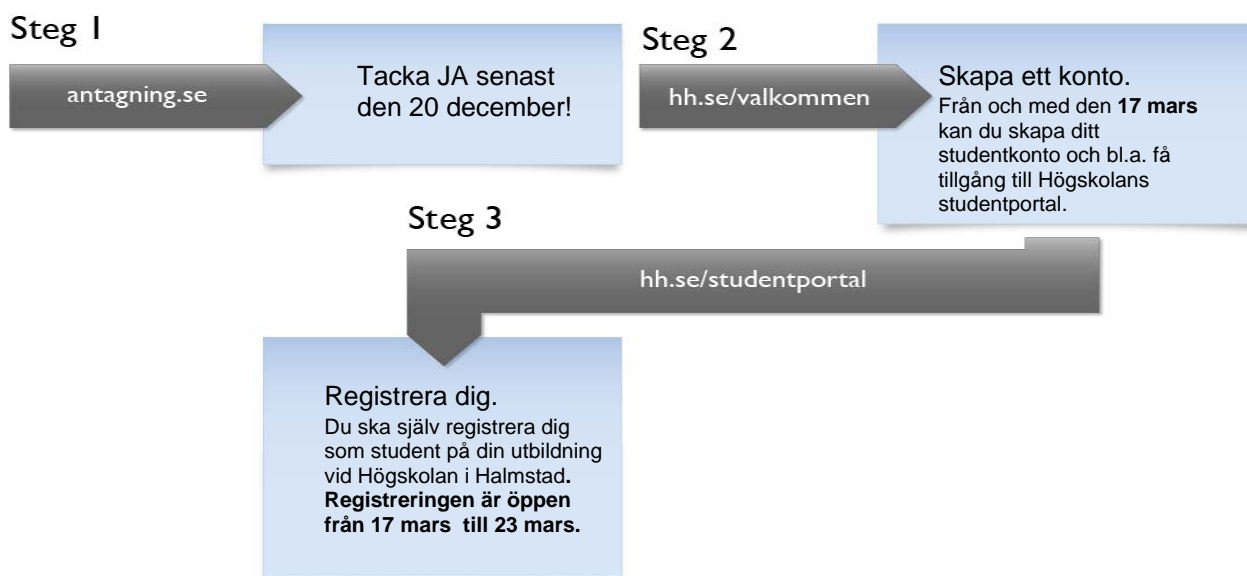 Steg 1
antagning.se
Tacka JA senast
den 20 december!
Steg 2
hh.se/valkommen
Skapa ett konto.
Från och med den 17 mars
kan du skapa ditt
studentkonto och bl.a. få
tillgång till Högskolans
studentportal.
Steg 3
hh.se/studentportal
Registrera dig.
Du ska själv registrera dig
som student på din utbildning
vid Högskolan i Halmstad.
Registreringen är öppen
från 17 mars till 23 mars.